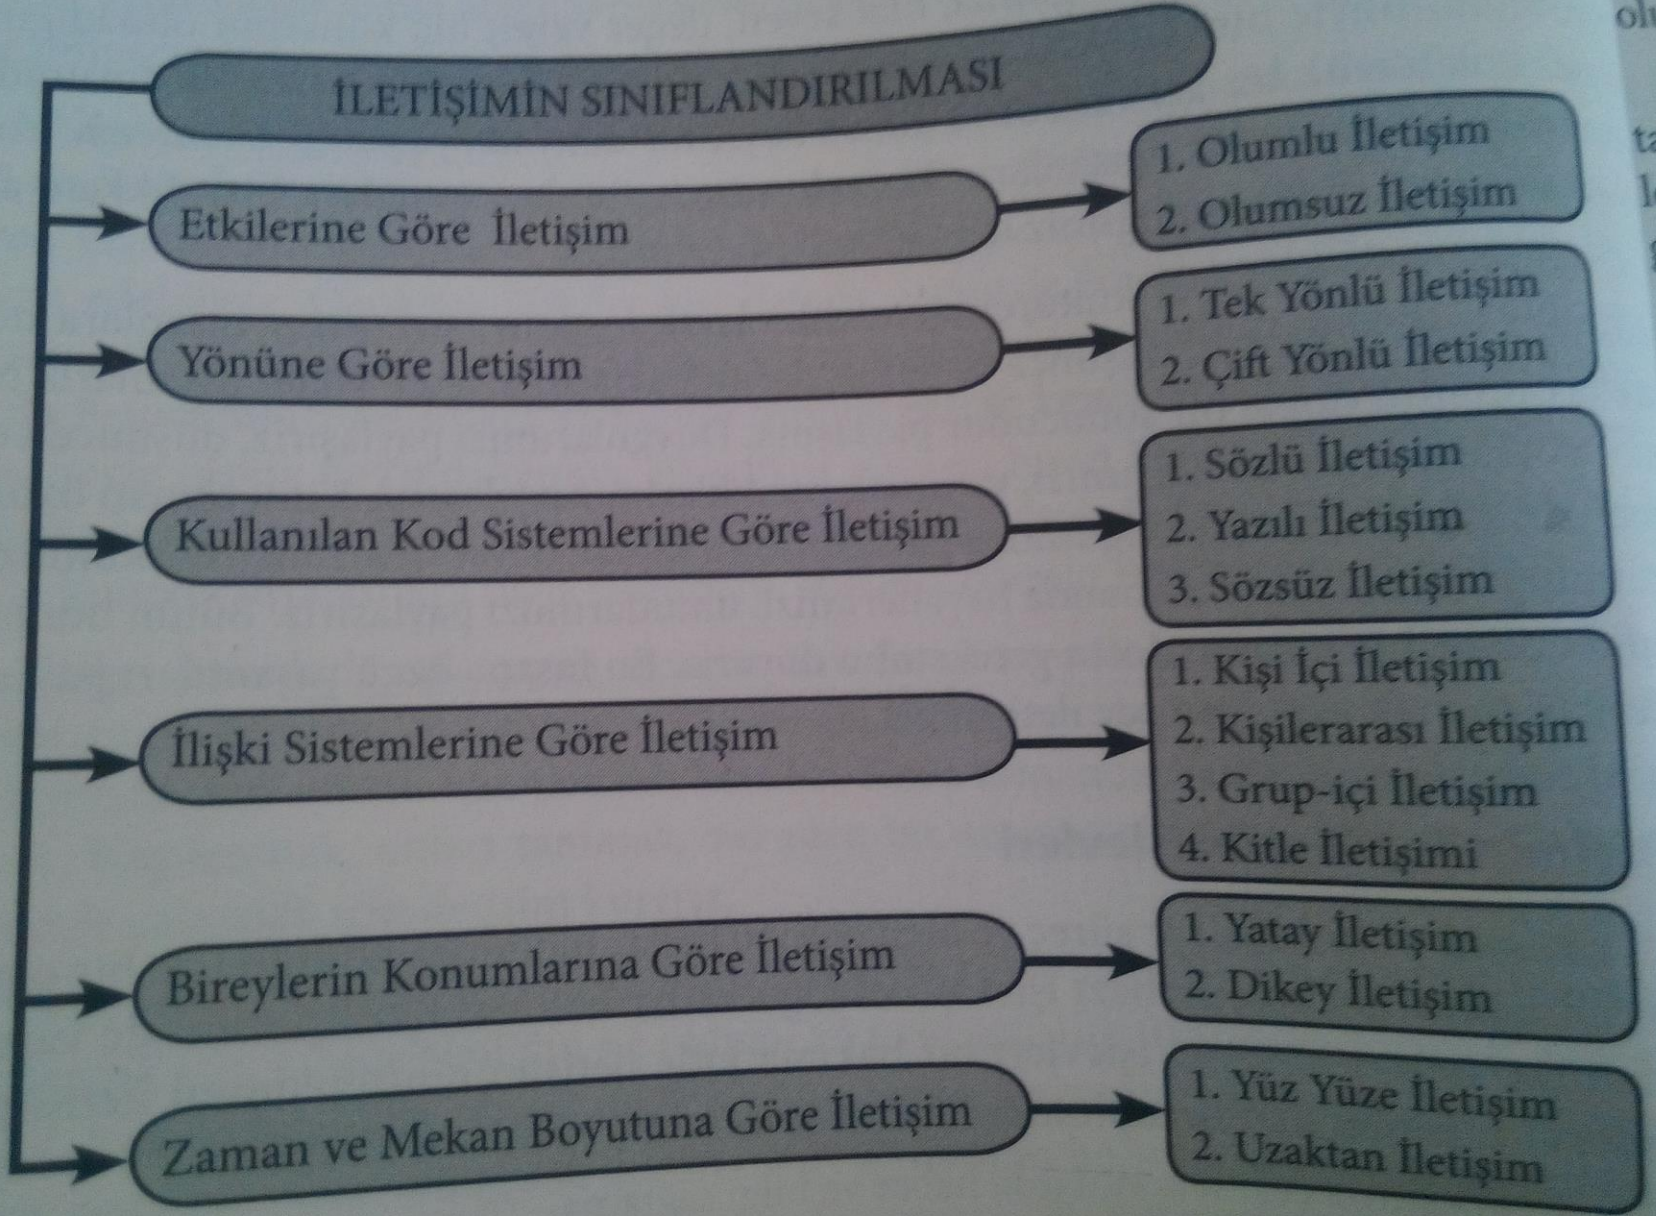 İLETİŞİMİN SINIFLANDIRILMASI
Etkilerine Göre İletişim
1. Olumlu İletişim
2. Olumsuz İletişim
Yönüne Göre İletişim
1. Tek Yönlü İletişim
2. Çift Yönlü İletişim
Kullanılan Kod Sistemlerine Göre İletişim
1. Sözlü İletişim
2. Yazılı İletişim
3. Sözsüz İletişim
İlişki Sistemlerine Göre İletişim
1. Kişi İçi İletişim
2. Kişilerarası İletişim
3. Grup-içi İletişim
4. Kitle İletişimi
Bireylerin Konumlarına Göre İletişim
1. Yatay İletişim
2. Dikey İletişim
Zaman ve Mekan Boyutuna Göre İletişim
1. Yüz Yüze İletişim
2. Uzaktan İletişim